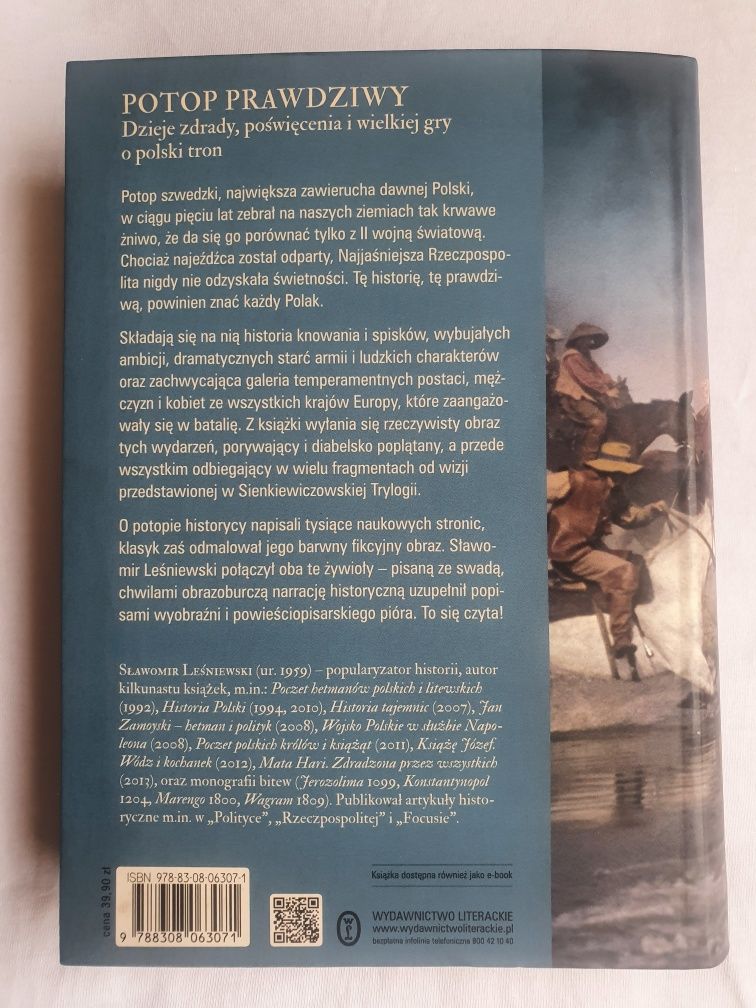 POTOP PRAWDZIWY
Dzieje zdrady, poświęcenia i wielkiej gry
o polski tron
Potop szwedzki, największa zawierucha dawnej Polski,
w ciągu pięciu lat zebrał na naszych ziemiach tak krwawe
żniwo, że da się go porównać tylko z II wojną światową.
Chociaż najeźdźca został odparty, Najjaśniejsza Rzeczpospo-
lita nigdy nie odzyskała świetności. Tę historię, tę prawdzi-
wą, powinien znać każdy Polak.
Składają się na nią historia knowania i spisków, wybujałych
ambicji, dramatycznych starć armii i ludzkich charakterów
oraz zachwycająca galeria temperamentnych postaci, męż-
czyzn i kobiet ze wszystkich krajów Europy, które zaangażo-
wały się w batalię. Z książki wyłania się rzeczywisty obraz
tych wydarzeń, porywający i diabelsko poplątany, a przede
wszystkim odbiegający w wielu fragmentach od wizji
przedstawionej w Sienkiewiczowskiej Trylogii.
O potopie historycy napisali tysiące naukowych stronic,
klasyk zaś odmalował jego barwny fikcyjny obraz. Sławo-
mir Leśniewski połączył oba te żywioły – pisaną ze swadą,
chwilami obrazoburczą narrację historyczną uzupełnił popi-
sami wyobraźni i powieściopisarskiego pióra. To się czyta!
Sławomir Leśniewski (ur. 1959) – popularyzator historii, autor
kilkunastu książek, m.in.: Poczet hetmanów polskich i litewskich
(1992), Historia Polski (1994, 2010), Historia tajemnic (2007), Jan
Zamoyski – hetman i polityk (2008), Wojsko Polskie w służbie Napo-
leona (2008), Poczet polskich królów i książąt (2011), Książę Józef.
Wódz i kochanek (2012), Mata Hari. Zdradzona przez wszystkich
(2013), oraz monografii bitew (Jerozolima 1099, Konstantynopol
1204, Marengo 1800, Wagram 1809). Publikował artykuły histo-
ryczne m.in. w „Polityce”, „Rzeczpospolitej” i „Focusie”.
cena 39,90 zł
ISBN 978-83-08-06307-1
9 788308 063071
Książka dostępna również jako e-book
WYDAWNICTWO LITERACKIE
www.wydawnictwoliterackie.pl
bezpłatna infolinia telefoniczna 800 42 10 40